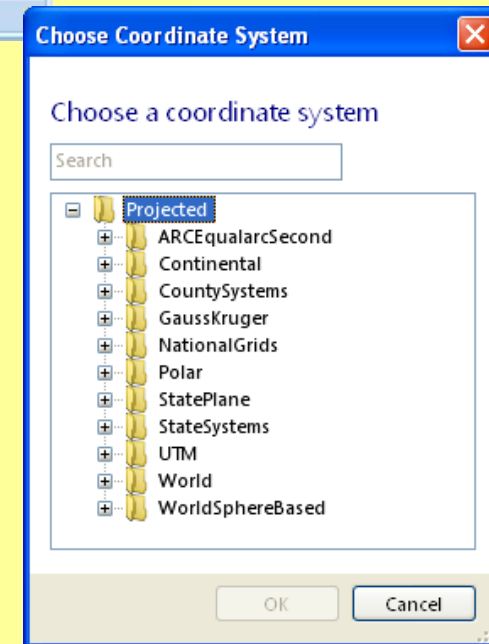 Choose Coordinate System
Choose a coordinate system
Search
Projected
ARCEqualarcSecond
Continental
CountySystems
GaussKruger
NationalGrids
Polar
StatePlane
StateSystems
UTM
World
WorldSphereBased
OK Cancel